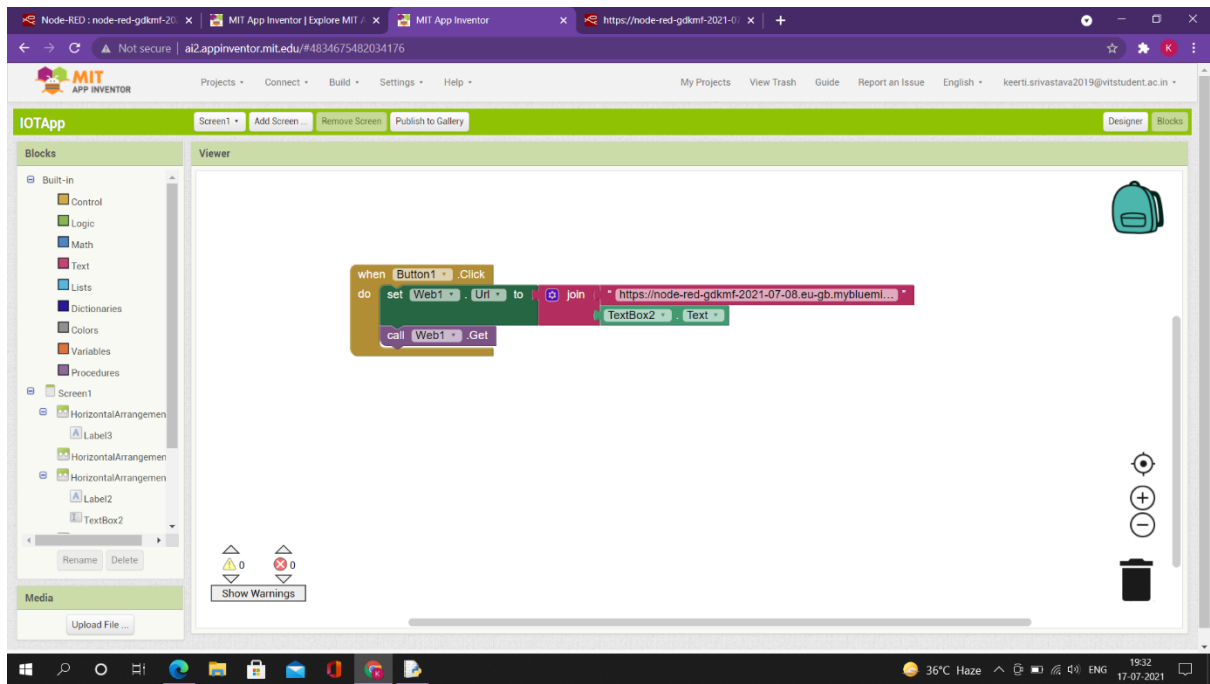 Node-RED : node-red-gdkmf-20
MIT App Inventor | Explore MIT A
MIT App Inventor
https://node-red-gdkmf-2021-07
Not secure
ai2.appinventor.mit.edu/#4834675482034176
K
MIT
APP INVENTOR
Projects
Connect
Build
Settings
Help
My Projects
View Trash
Guide
Report an Issue
English
keerti.srivastava2019@vitstudent.ac.in
IOTApp
Screen1
Add Screen ...
Remove Screen
Publish to Gallery
Designer
Blocks
Blocks
Viewer
Built-in
Control
Logic
Math
Text
Lists
Dictionaries
Colors
Variables
Procedures
Screen1
HorizontalArrangemen
Label3
HorizontalArrangemen
HorizontalArrangemen
Label2
TextBox2
Rename
Delete
Media
Upload File ...
when Button1 .Click
do set Web1 . Url to join " https://node-red-gdkmf-2021-07-08.eu-gb.mybluemi... "
TextBox2 . Text
call Web1 .Get
0
0
Show Warnings
36°C Haze
ENG
19:32
17-07-2021